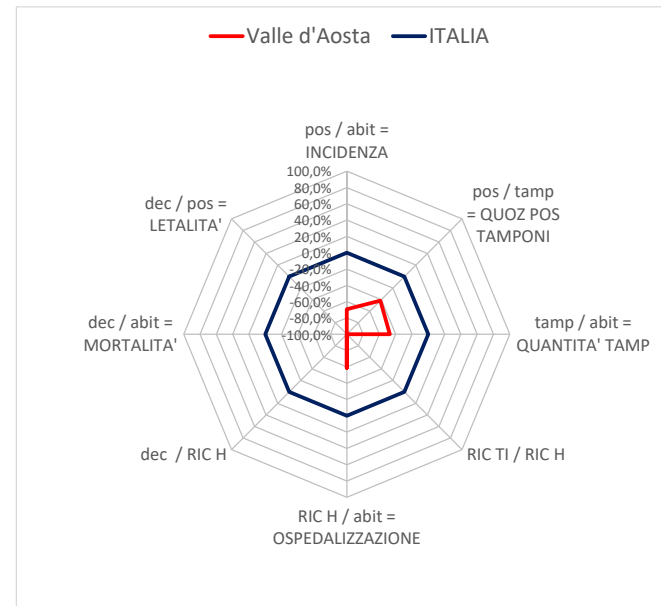 Valle d'Aosta
ITALIA
pos / abit =
INCIDENZA
pos / tamp
= QUOZ POS
TAMPONI
tamp / abit =
QUANTITA' TAMP
RIC TI / RIC H
RIC H / abit =
OSPEDALIZZAZIONE
dec / RIC H
dec / abit =
MORTALITA'
dec / pos =
LETALITA'
100,0%
80,0%
60,0%
40,0%
20,0%
0,0%
-20,0%
-40,0%
-60,0%
-80,0%
-100,0%